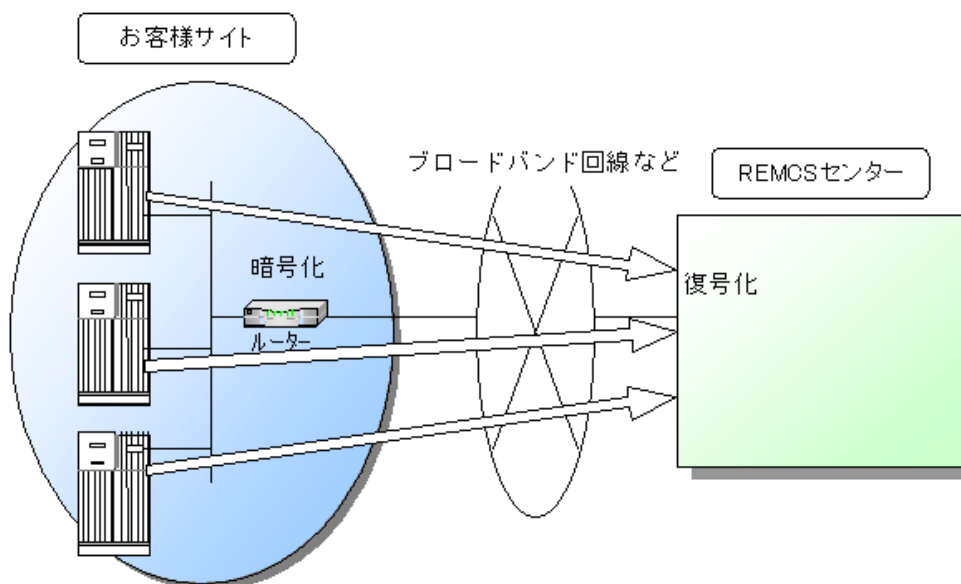 お客様サイト
ブロードバンド回線など
REMCSセンター
暗号化
復号化
ルーター